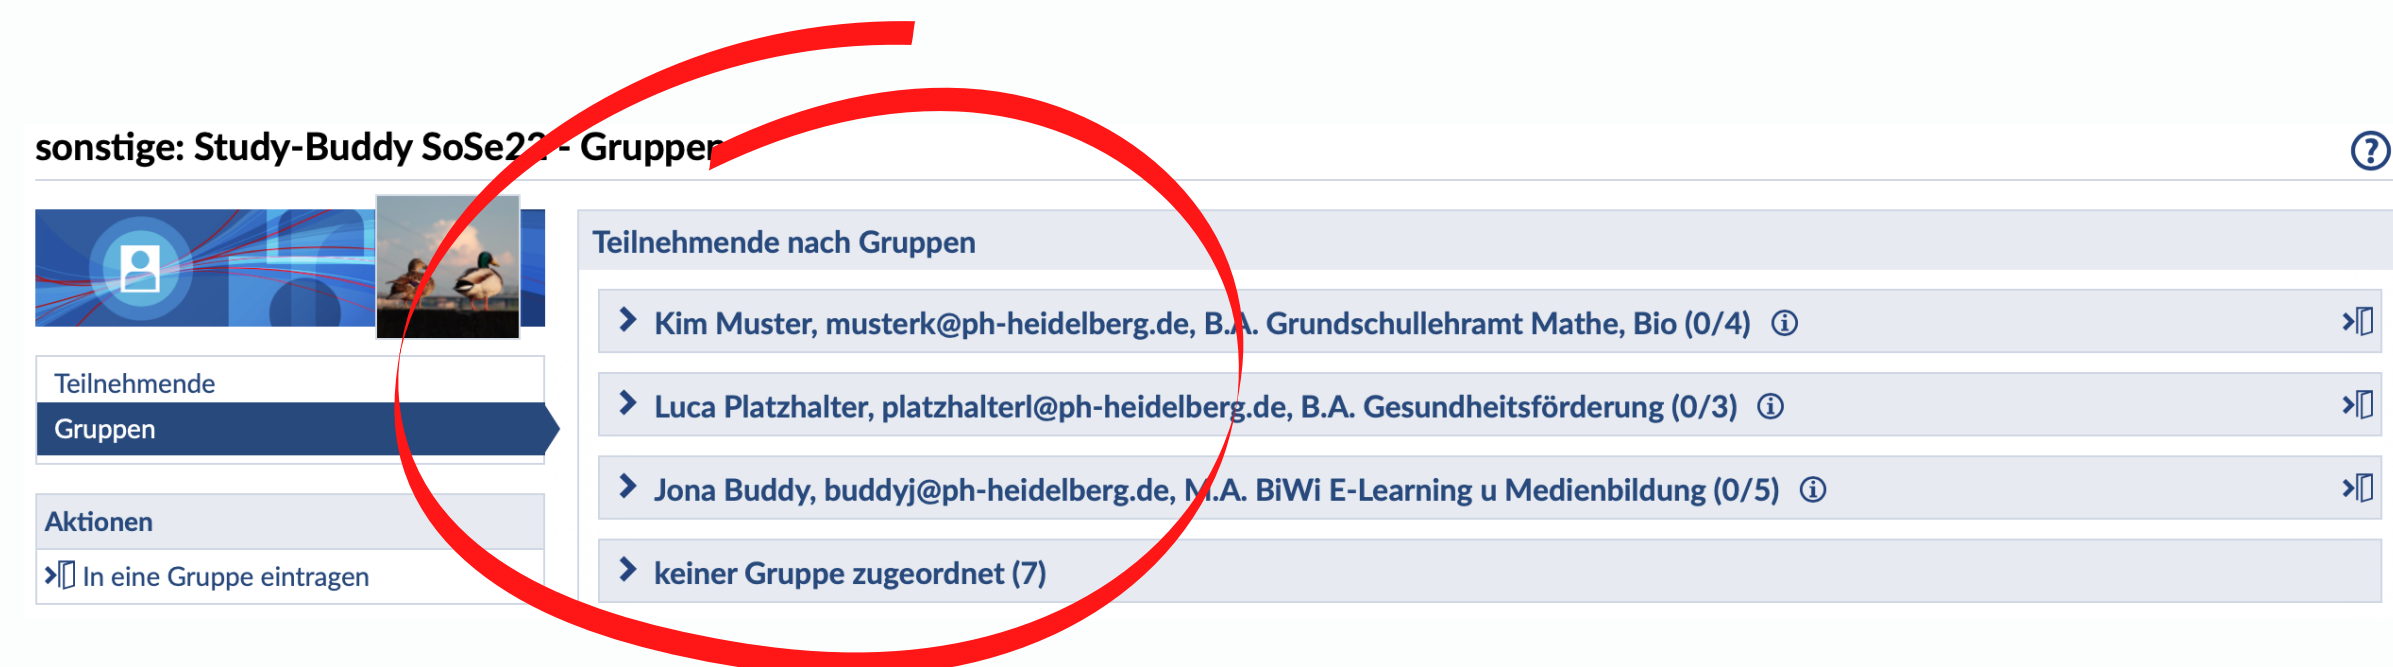 sonstige: Study-Buddy SoSe22 - Gruppen
Teilnehmende nach Gruppen
Kim Muster, musterk@ph-heidelberg.de, B.A. Grundschullehramt Mathe, Bio (0/4)
Luca Platzhalter, platzhalterl@ph-heidelberg.de, B.A. Gesundheitsförderung (0/3)
Jona Buddy, buddyj@ph-heidelberg.de, M.A. BiWi E-Learning u Medienbildung (0/5)
keiner Gruppe zugeordnet (7)
Teilnehmende
Gruppen
Aktionen
In eine Gruppe eintragen